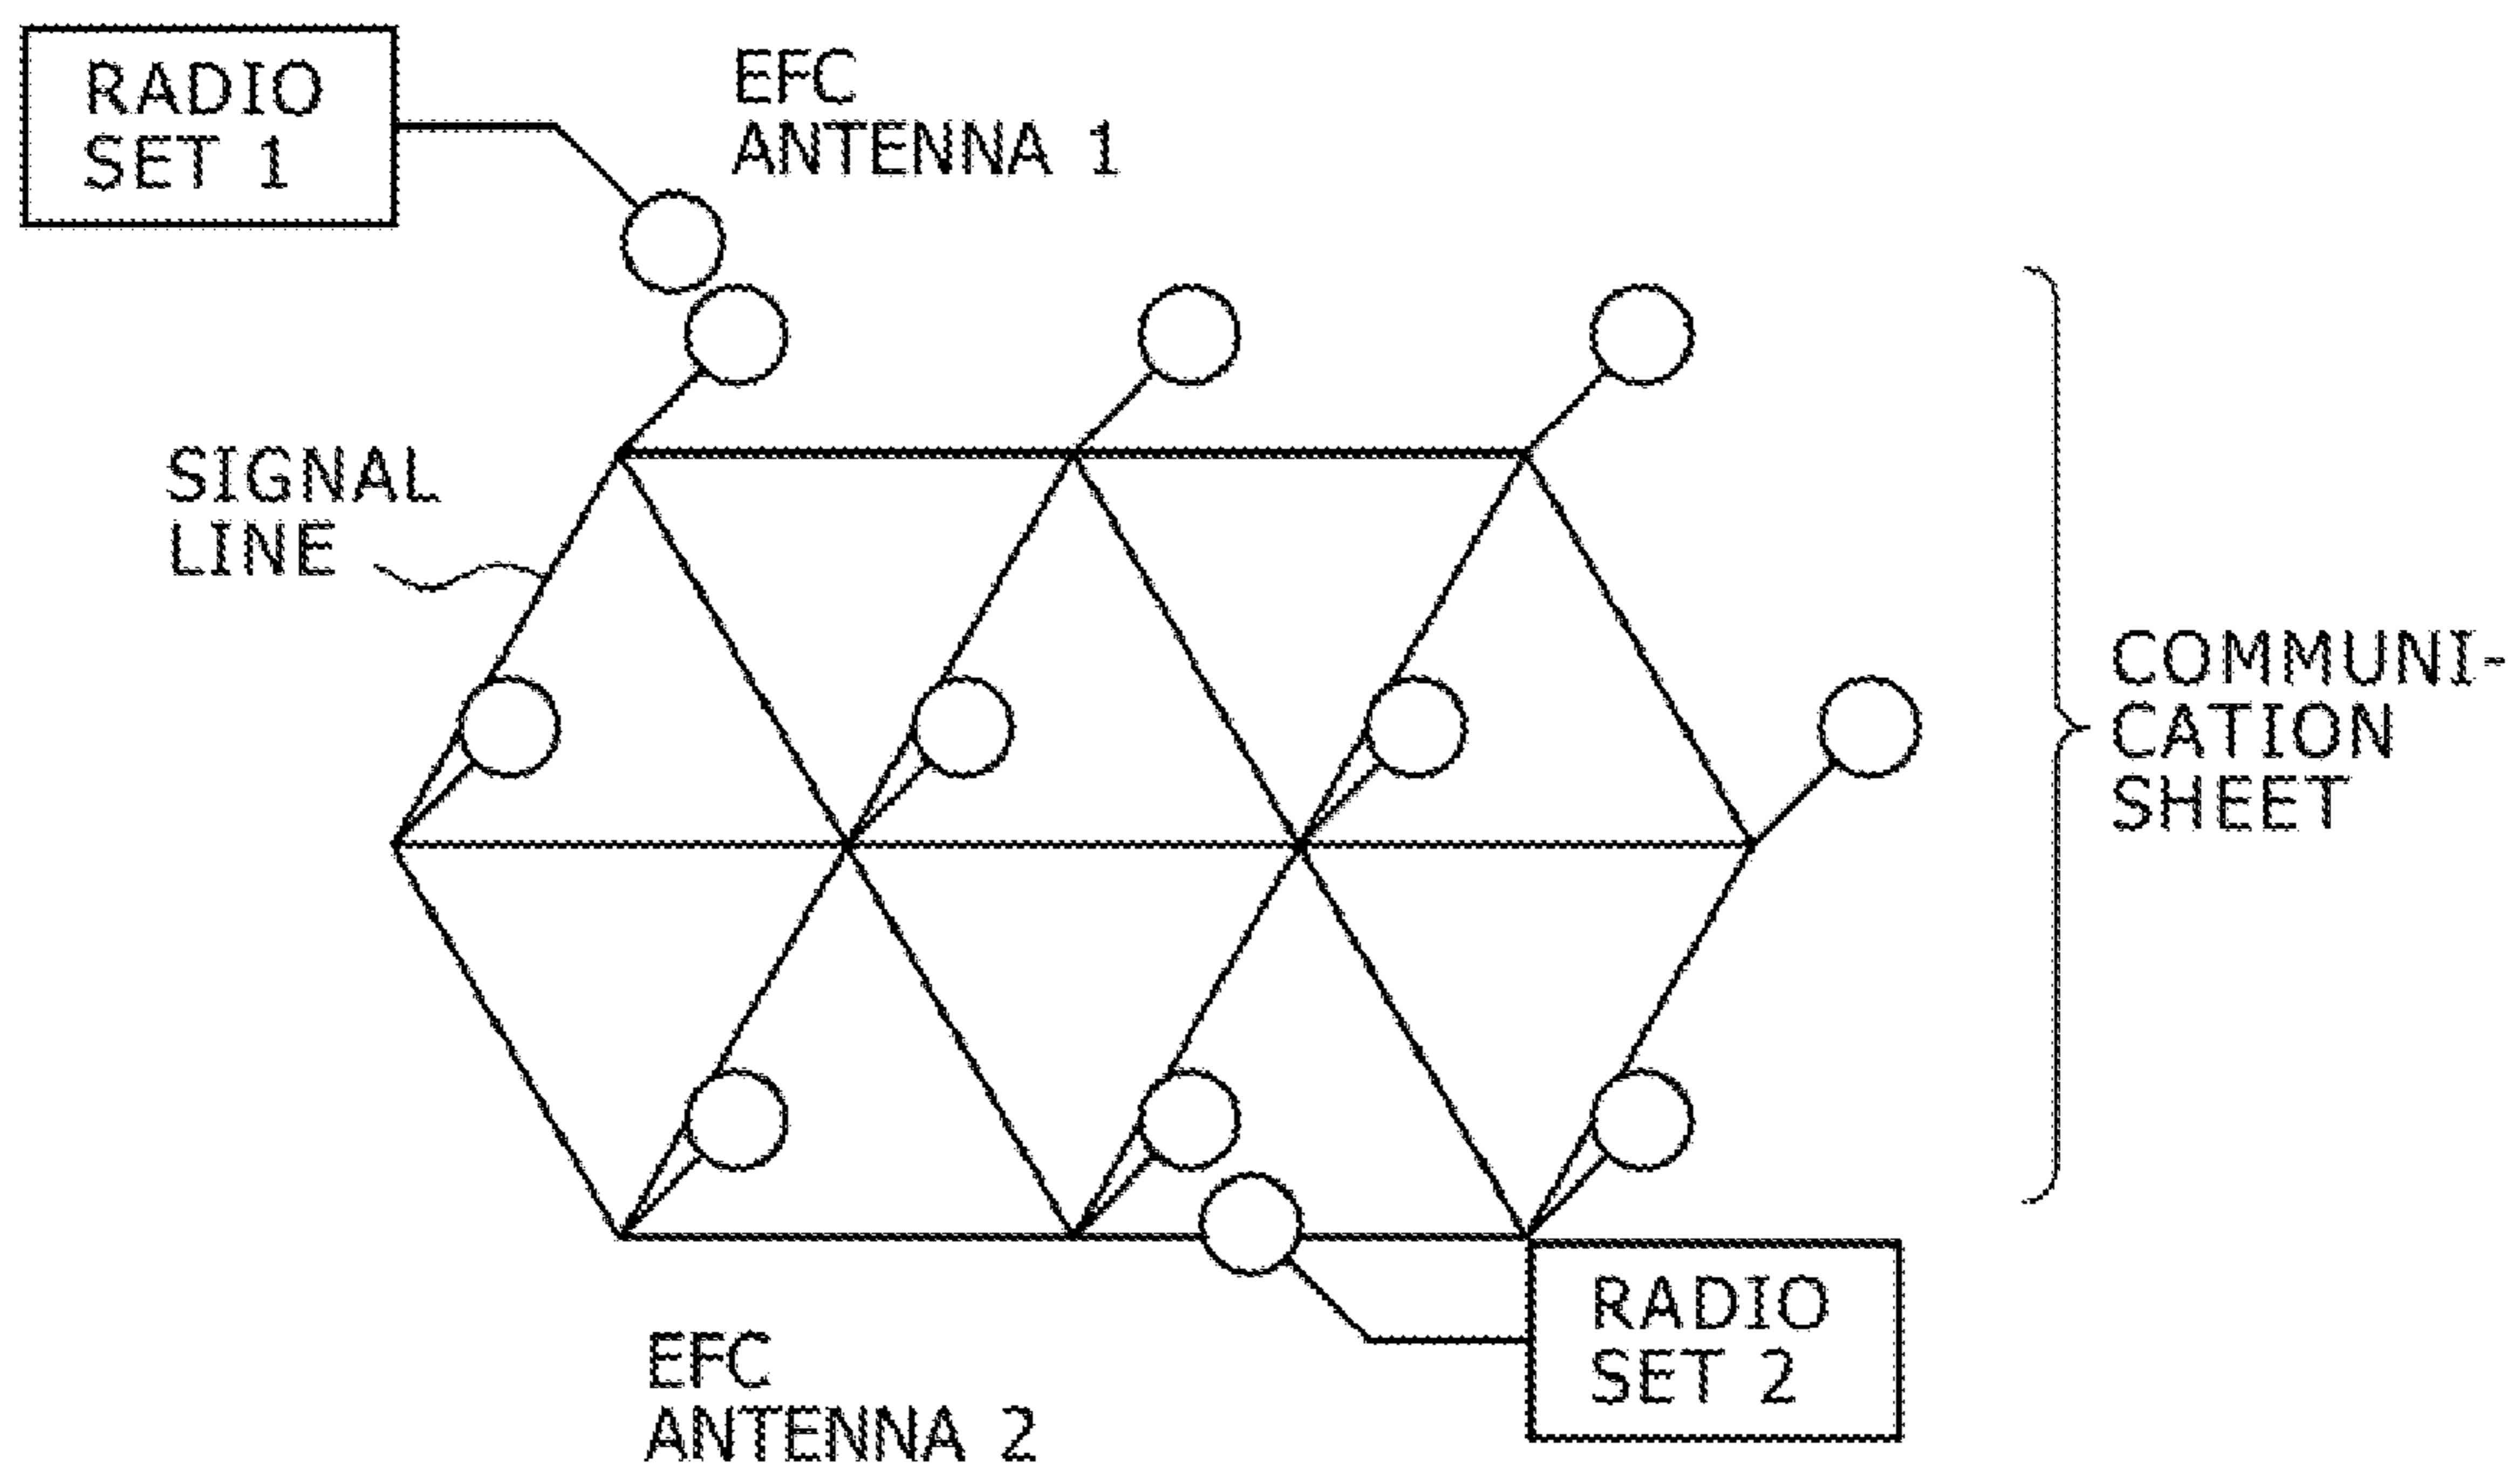 RADIO
SET 1
EFC
ANTENNA 1
SIGNAL
LINE
COMMUNI-
CATION
SHEET
EFC
ANTENNA 2
RADIO
SET 2